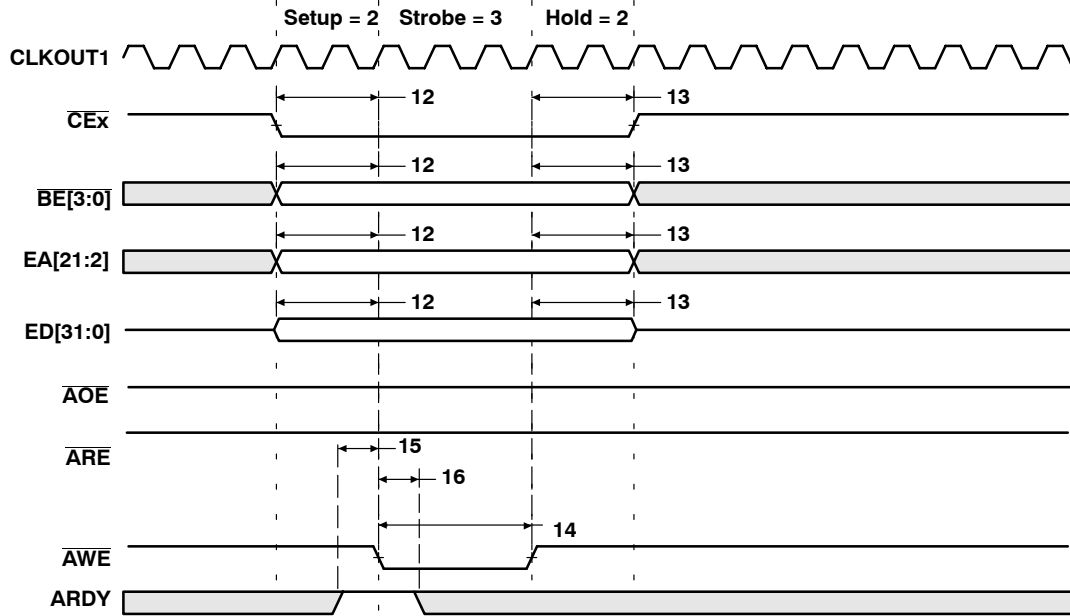 Setup = 2 Strobe = 3 Hold = 2
CLKOUT1
12 13
CEx
12 13
BE[3:0]
12 13
EA[21:2]
12 13
ED[31:0]
AOE
ARE
15
16
14
AWE
ARDY